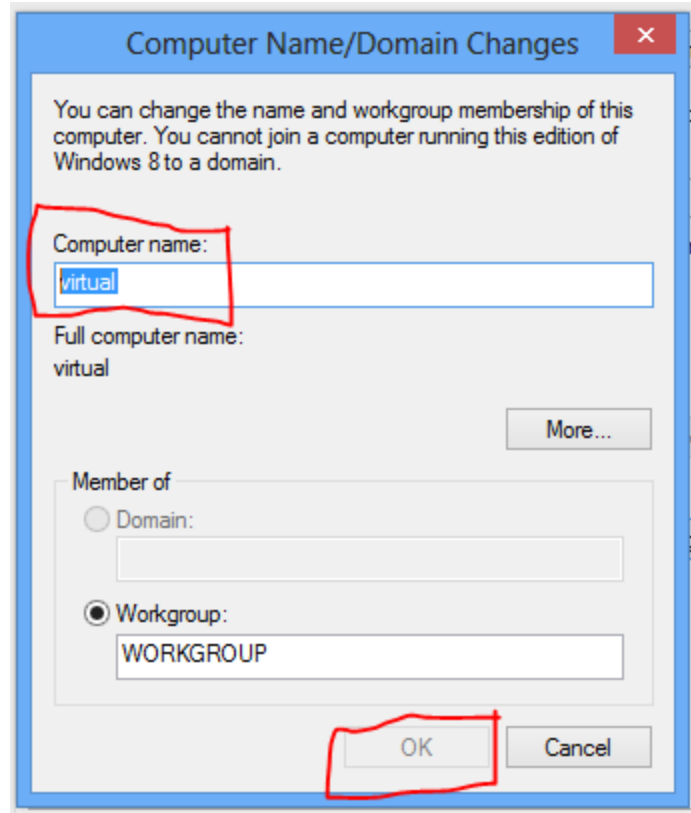 Computer Name/Domain Changes
You can change the name and workgroup membership of this
computer. You cannot join a computer running this edition of
Windows 8 to a domain.
Computer name:
virtual
Full computer name:
virtual
More...
Member of
Domain:
Workgroup:
WORKGROUP
OK
Cancel